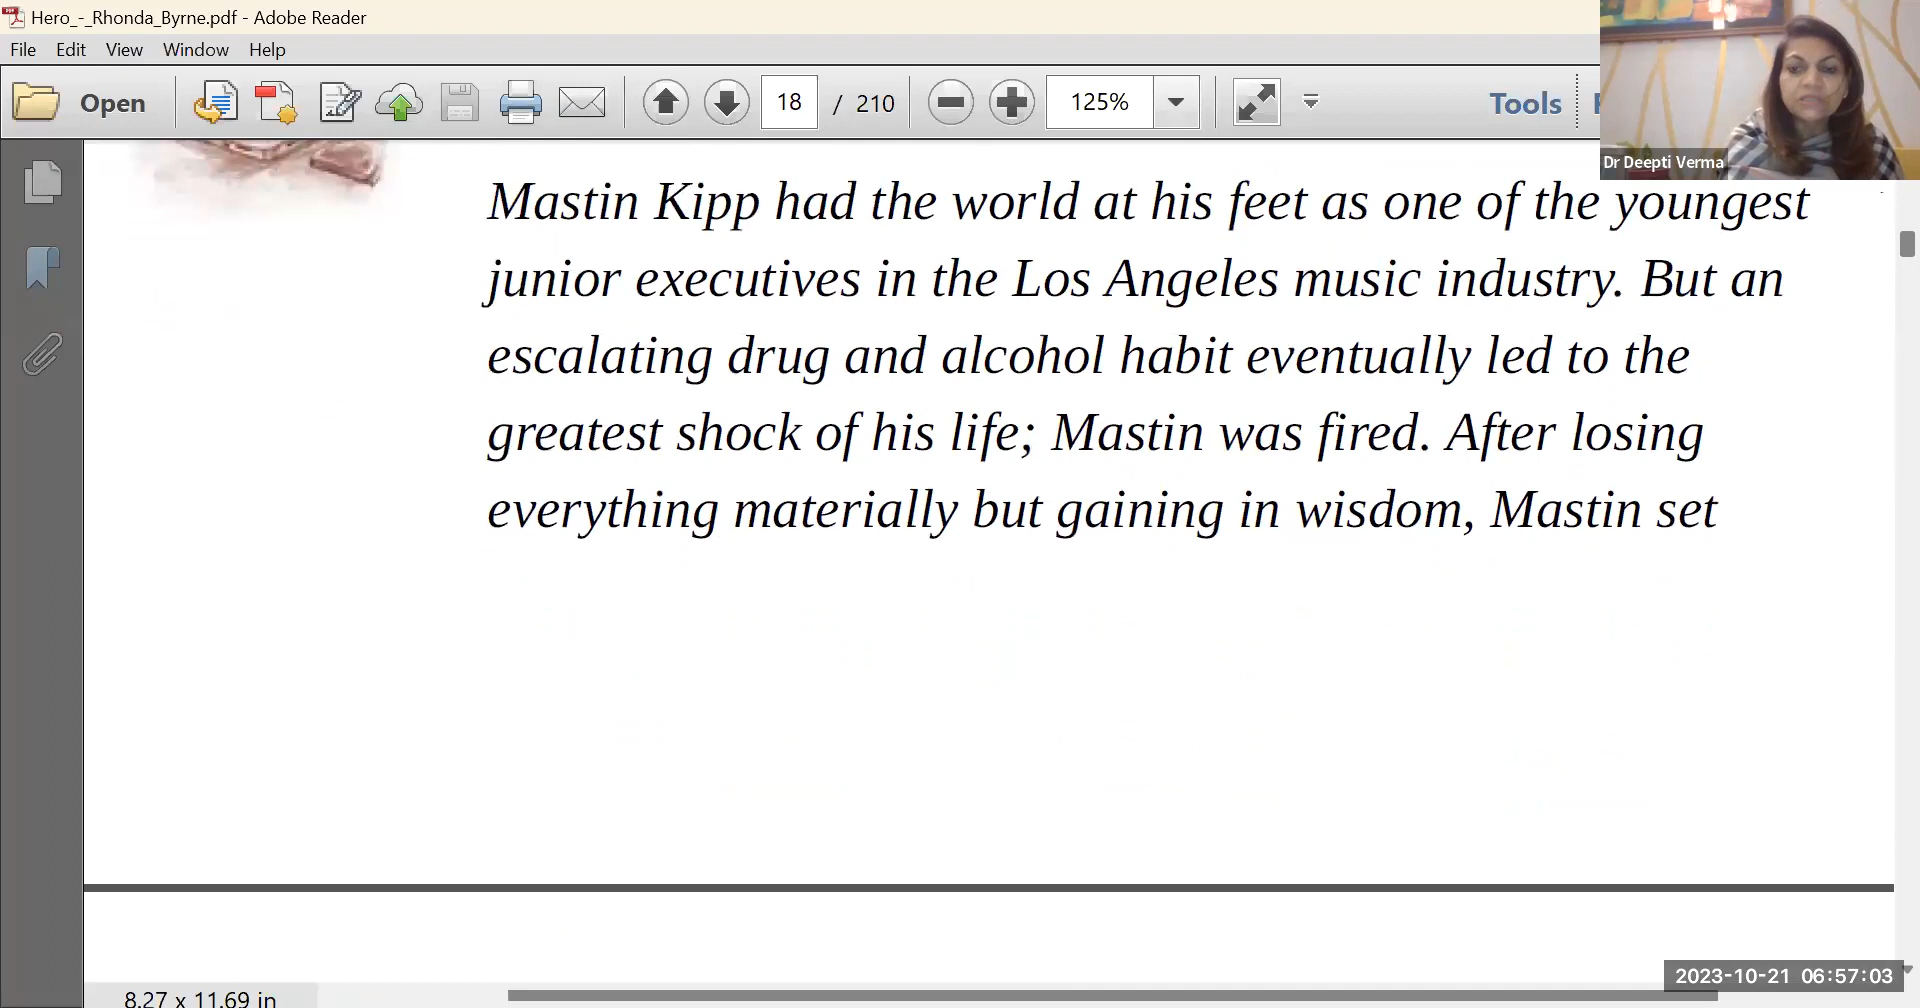 Hero_-_Rhonda_Byrne.pdf - Adobe Reader
File Edit View Window Help
Open 18 / 210 125% Tools
Dr Deepti Verma
Mastin Kipp had the world at his feet as one of the youngest
junior executives in the Los Angeles music industry. But an
escalating drug and alcohol habit eventually led to the
greatest shock of his life; Mastin was fired. After losing
everything materially but gaining in wisdom, Mastin set
2023-10-21 06:57:03
8.27 x 11.69 in